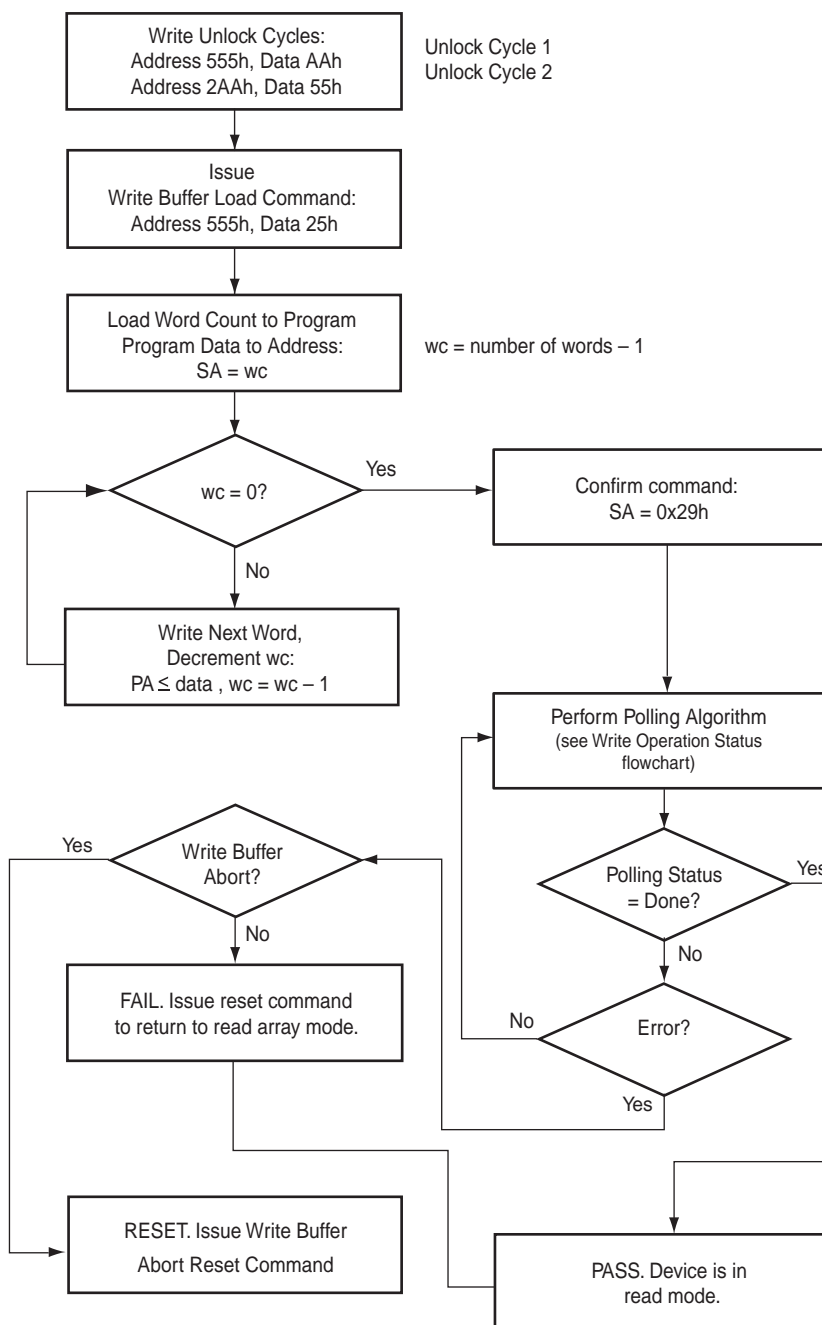 Write Unlock Cycles:
Address 555h, Data AAh
Address 2AAh, Data 55h
Unlock Cycle 1
Unlock Cycle 2
Issue
Write Buffer Load Command:
Address 555h, Data 25h
Load Word Count to Program
Program Data to Address:
SA = wc
wc = number of words – 1
wc = 0?
Yes
No
Confirm command:
SA = 0x29h
Write Next Word,
Decrement wc:
PA ≤ data , wc = wc – 1
Perform Polling Algorithm
(see Write Operation Status
flowchart)
Polling Status
= Done?
Yes
No
Error?
No
Yes
Write Buffer
Abort?
Yes
No
FAIL. Issue reset command
to return to read array mode.
RESET. Issue Write Buffer
Abort Reset Command
PASS. Device is in
read mode.